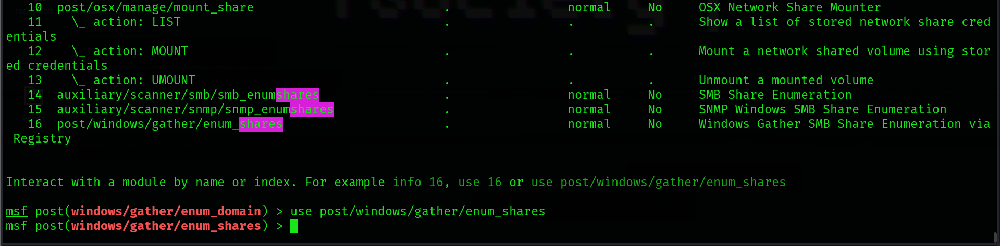 10 post/osx/manage/mount_share . normal No OSX Network Share Mounter
11 \_ action: LIST . . . Show a list of stored network share cred
entials
12 \_ action: MOUNT . . . Mount a network shared volume using stor
ed credentials
13 \_ action: UMOUNT . . . Unmount a mounted volume
14 auxiliary/scanner/smb/smb_enumshares . normal No SMB Share Enumeration
15 auxiliary/scanner/snmp/snmp_enumshares . normal No SNMP Windows SMB Share Enumeration
16 post/windows/gather/enum_shares . normal No Windows Gather SMB Share Enumeration via
Registry
Interact with a module by name or index. For example info 16, use 16 or use post/windows/gather/enum_shares
msf post(windows/gather/enum_domain) > use post/windows/gather/enum_shares
msf post(windows/gather/enum_shares) >